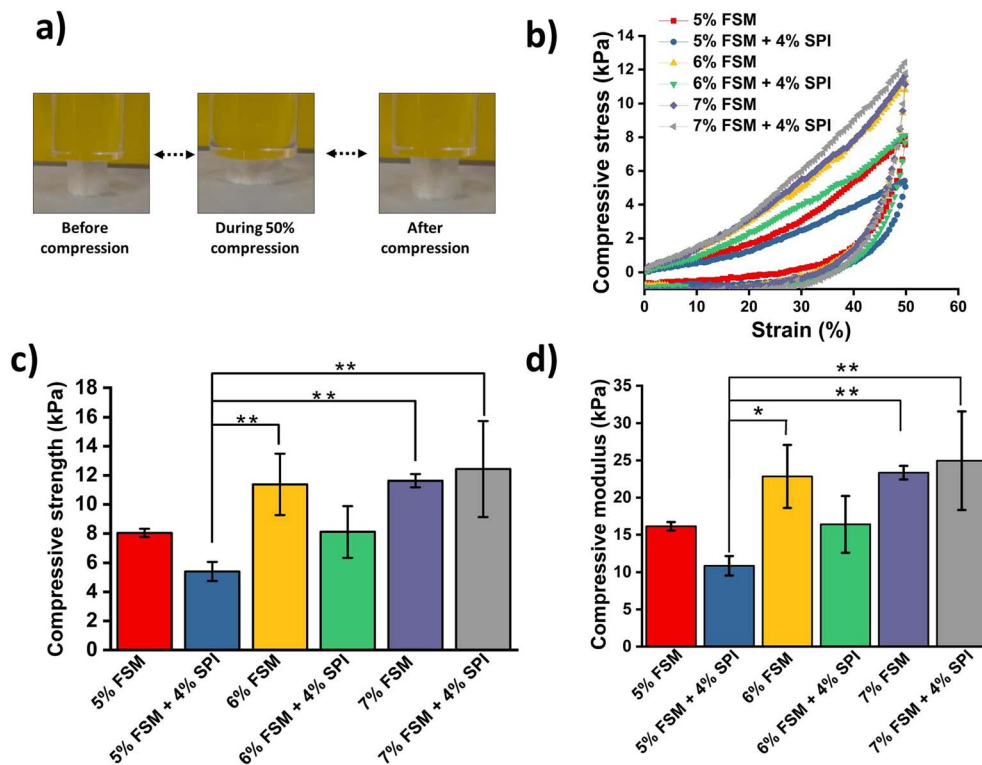 a)
Before
compression
During 50%
compression
After
compression
b)
Compressive stress (kPa)
14
12
10
8
6
4
2
0
0 10 20 30 40 50 60
Strain (%)
5% FSM
5% FSM + 4% SPI
6% FSM
6% FSM + 4% SPI
7% FSM
7% FSM + 4% SPI
c)
Compressive strength (kPa)
18
16
14
12
10
8
6
4
2
0
**
**
**
5% FSM
5% FSM + 4% SPI
6% FSM
6% FSM + 4% SPI
7% FSM
7% FSM + 4% SPI
d)
Compressive modulus (kPa)
35
30
25
20
15
10
5
0
**
**
*
5% FSM
5% FSM + 4% SPI
6% FSM
6% FSM + 4% SPI
7% FSM
7% FSM + 4% SPI